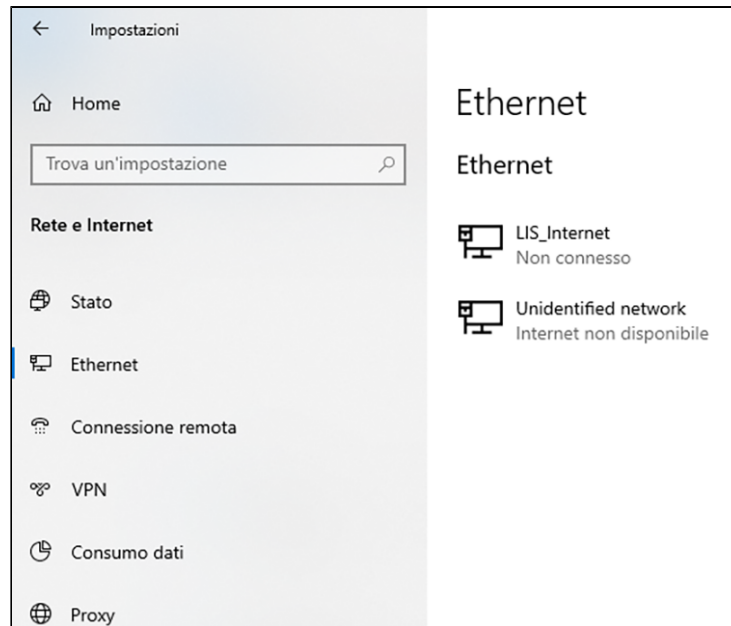 Impostazioni
Home
Trova un'impostazione
Rete e Internet
Stato
Ethernet
Connessione remota
VPN
Consumo dati
Proxy
Ethernet
Ethernet
LIS_Internet
Non connesso
Unidentified network
Internet non disponibile